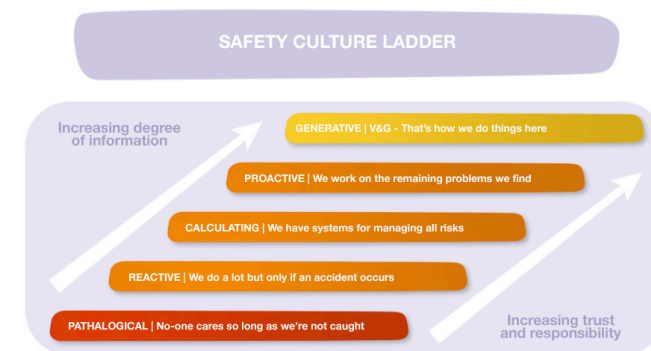 SAFETY CULTURE LADDER
Increasing degree
of information
GENERATIVE | V&G - That's how we do things here
PROACTIVE | We work on the remaining problems we find
CALCULATING | We have systems for managing all risks
REACTIVE | We do a lot but only if an accident occurs
PATHALOGICAL | No-one cares so long as we're not caught
Increasing trust
and responsibility